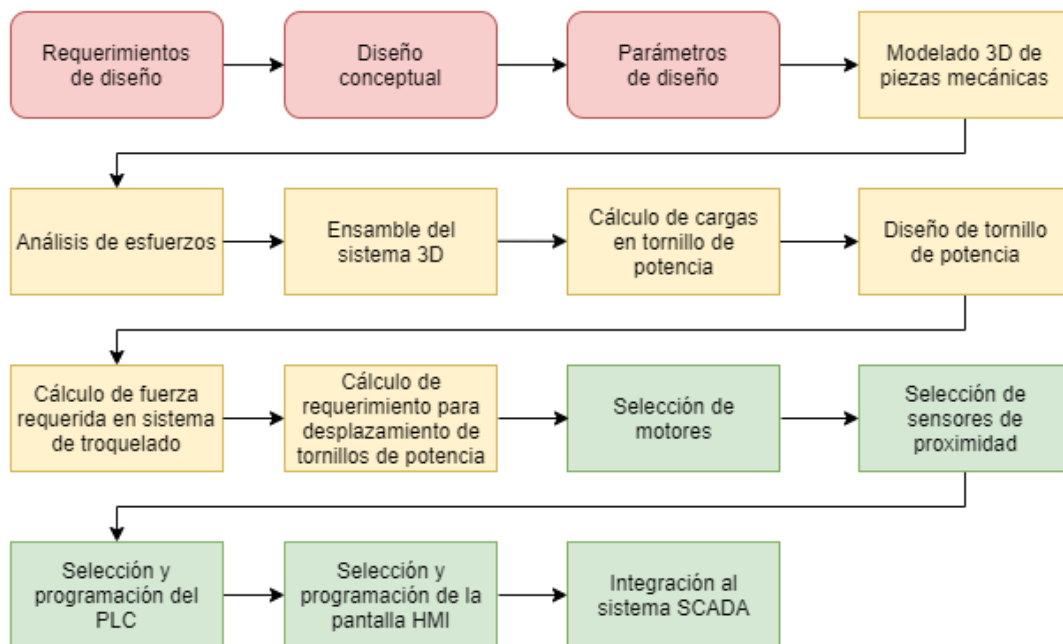 Requerimientos
de diseño
Diseño
conceptual
Parámetros
de diseño
Modelado 3D de
piezas mecánicas
Análisis de esfuerzos
Ensamble del
sistema 3D
Cálculo de cargas
en tornillo de
potencia
Diseño de tornillo
de potencia
Cálculo de fuerza
requerida en sistema
de troquelado
Cálculo de
requerimiento para
desplazamiento de
tornillos de potencia
Selección de
motores
Selección de
sensores de
proximidad
Selección y
programación del
PLC
Selección y
programación de la
pantalla HMI
Integración al
sistema SCADA